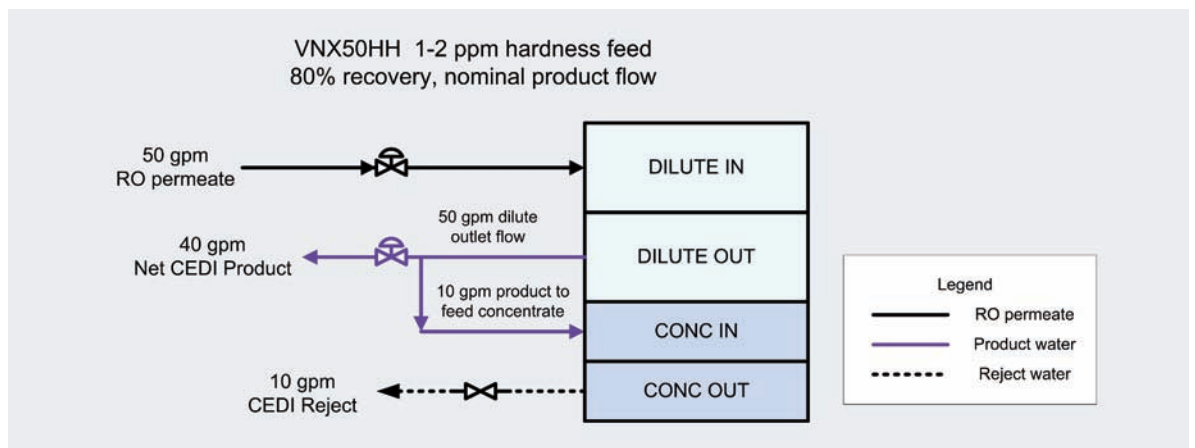 VNX50HH 1-2 ppm hardness feed
80% recovery, nominal product flow
50 gpm
RO permeate
DILUTE IN
50 gpm dilute
outlet flow
40 gpm
Net CEDI Product
DILUTE OUT
10 gpm product to
feed concentrate
CONC IN
10 gpm
CEDI Reject
CONC OUT
Legend
RO permeate
Product water
Reject water